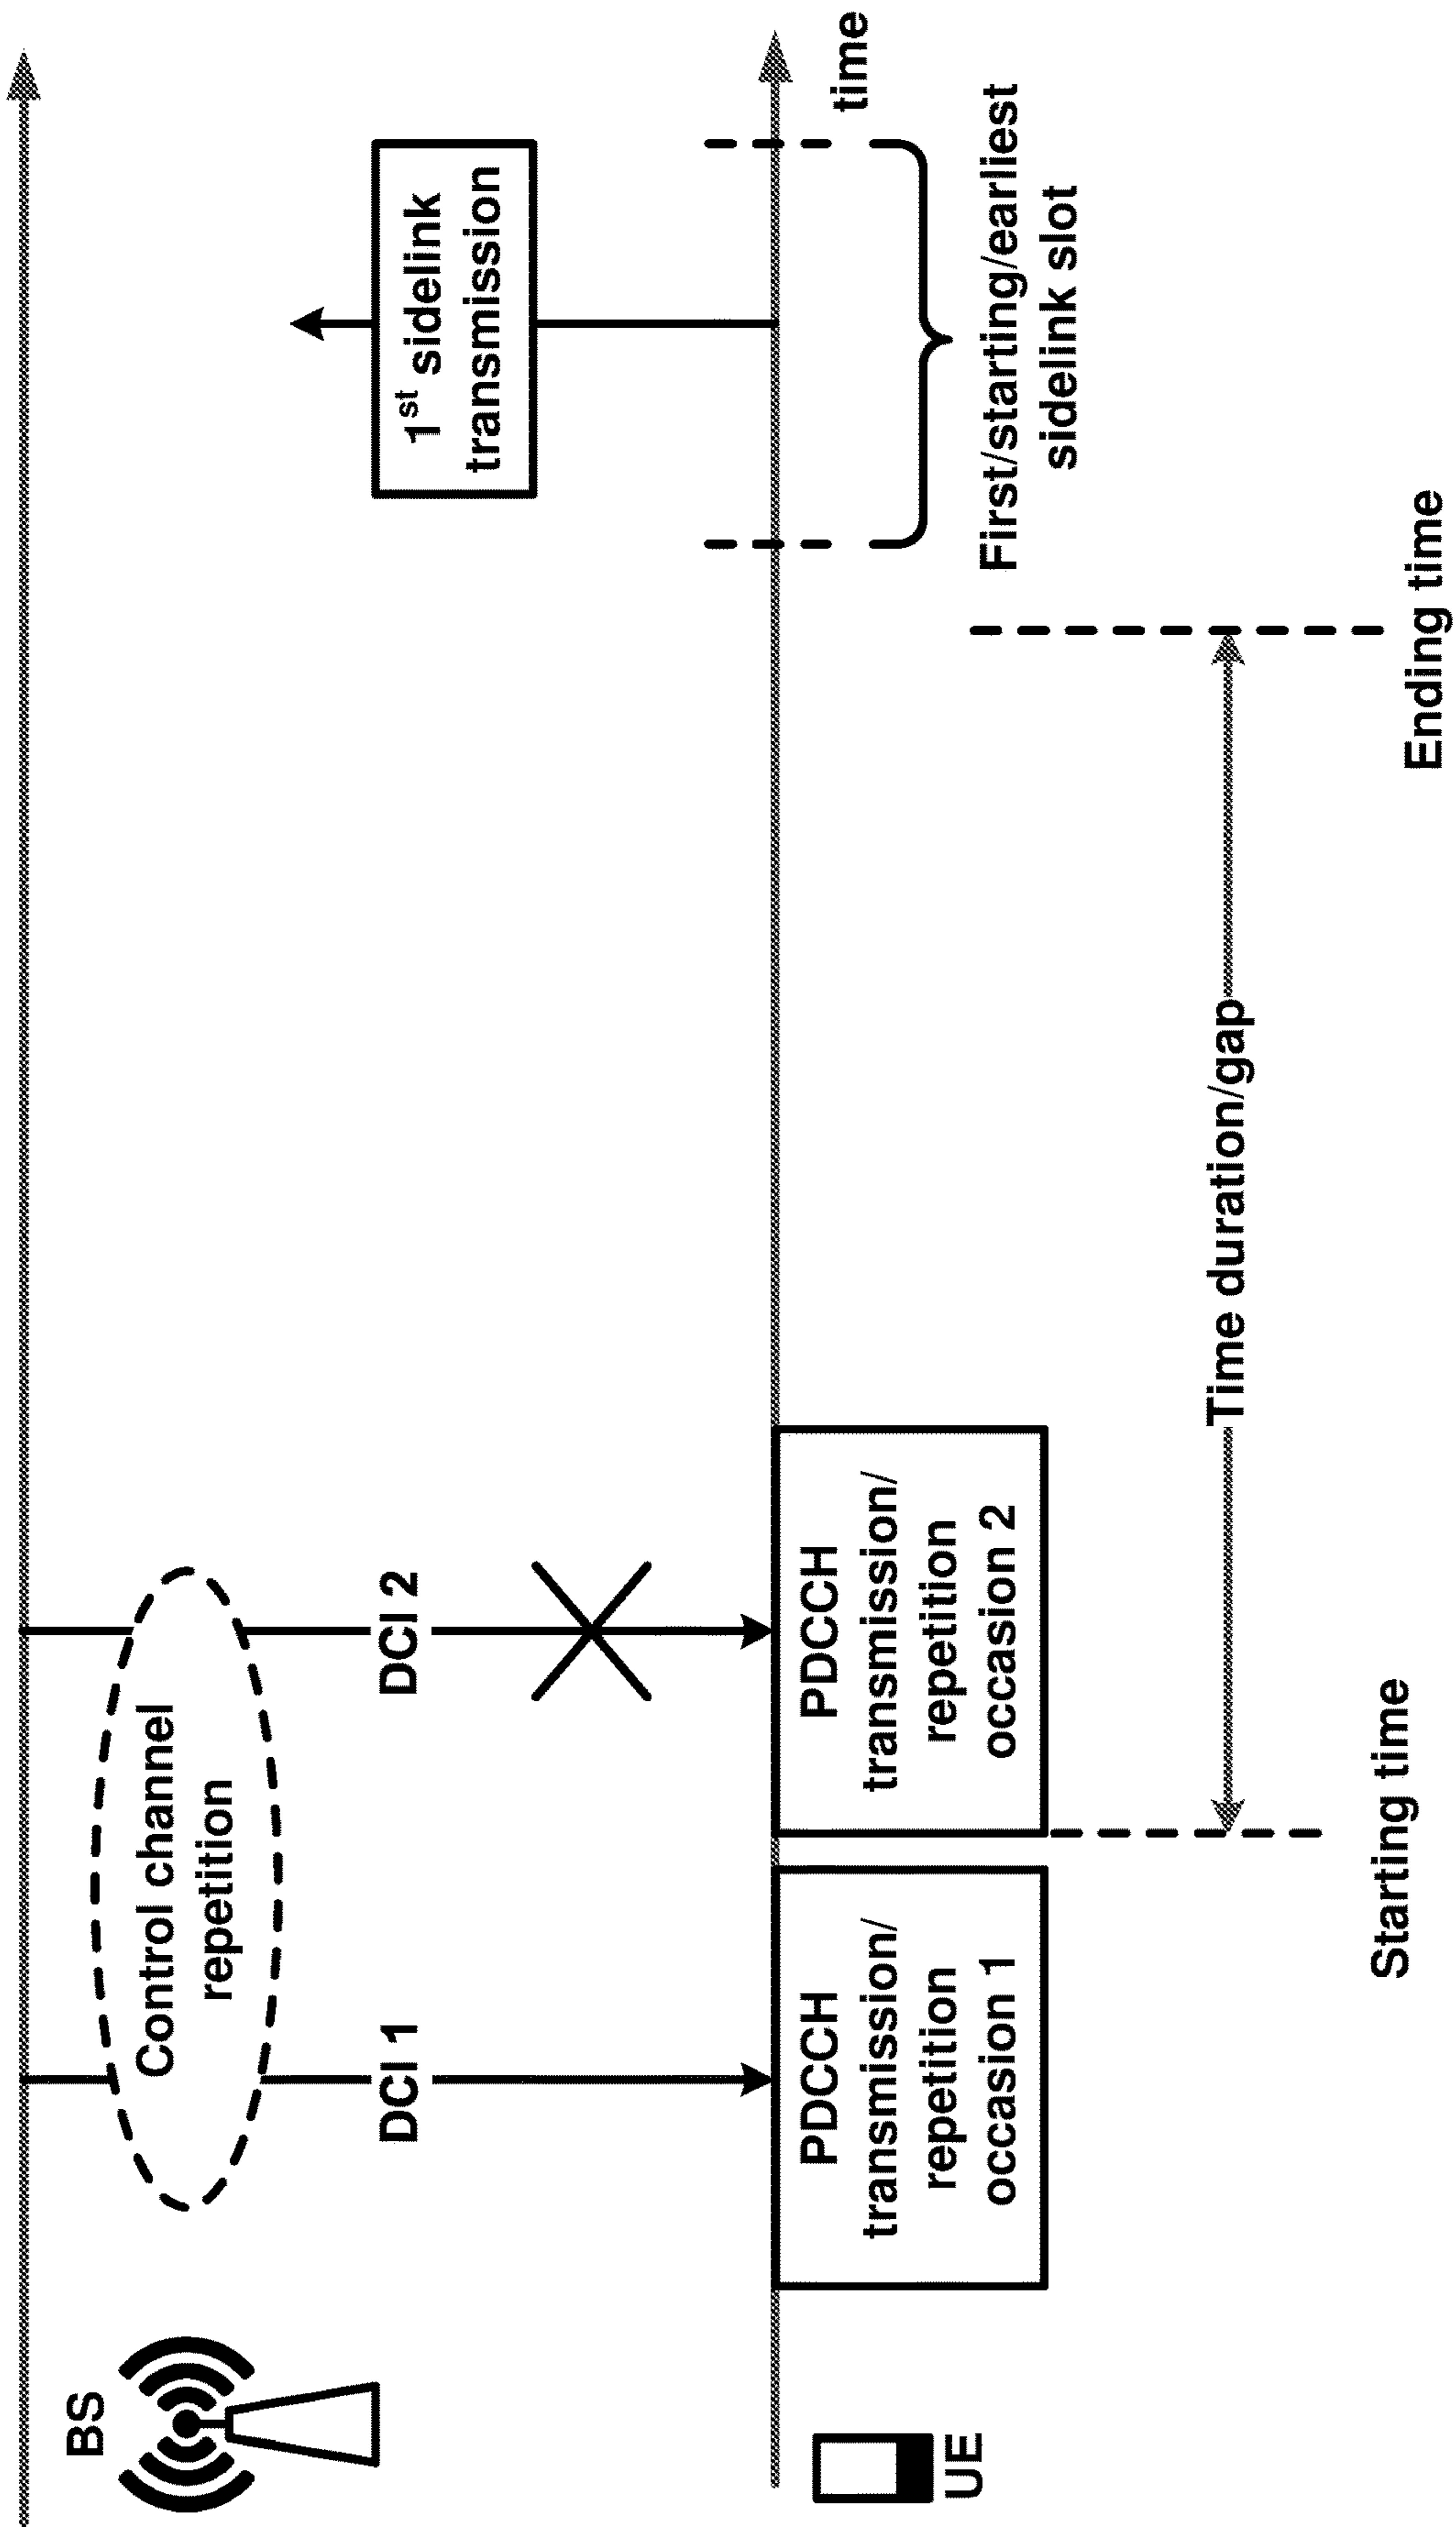 BS
Control channel
repetition
DCI 1
DCI 2
1st sidelink
transmission
UE
time
PDCCH
transmission/
repetition
occasion 1
PDCCH
transmission/
repetition
occasion 2
First/starting/earliest
sidelink slot
Time duration/gap
Starting time
Ending time